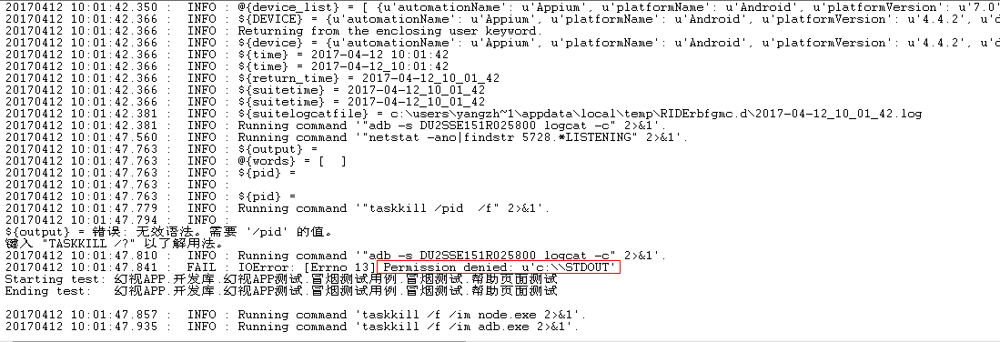 20170412 10:01:42.350 :  INFO : @{device_list} = [ {u'automationName': u'Appium', u'platformName': u'Android', u'platformVersion': u'7.0'
20170412 10:01:42.366 :  INFO : ${DEVICE} = {u'automationName': u'Appium', u'platformName': u'Android', u'platformVersion': u'4.4.2', u'd
20170412 10:01:42.366 :  INFO : Returning from the enclosing user keyword.
20170412 10:01:42.366 :  INFO : ${device} = {u'automationName': u'Appium', u'platformName': u'Android', u'platformVersion': u'4.4.2', u'd
20170412 10:01:42.366 :  INFO : ${time} = 2017-04-12 10:01:42
20170412 10:01:42.366 :  INFO : ${time} = 2017-04-12_10:01:42
20170412 10:01:42.366 :  INFO : ${return_time} = 2017-04-12_10_01_42
20170412 10:01:42.366 :  INFO : ${suitetime} = 2017-04-12_10_01_42
20170412 10:01:42.366 :  INFO : ${suitetime} = 2017-04-12_10_01_42
20170412 10:01:42.381 :  INFO : ${suitelogcatfile} = c:\users\yangzh~1\appdata\local\temp\RIDErbfgmc.d\2017-04-12_10_01_42.log
20170412 10:01:42.381 :  INFO : Running command '"adb -s DU2SSE151R025800 logcat -c" 2>&1'.
20170412 10:01:47.560 :  INFO : Running command '"netstat -ano|findstr 5728.*LISTENING" 2>&1'.
20170412 10:01:47.763 :  INFO : ${output} =
20170412 10:01:47.763 :  INFO : @{words} = [  ]
20170412 10:01:47.763 :  INFO : ${pid} =
20170412 10:01:47.763 :  INFO :
20170412 10:01:47.763 :  INFO : ${pid} =
20170412 10:01:47.779 :  INFO : Running command '"taskkill /pid  /f" 2>&1'.
20170412 10:01:47.794 :  INFO :
${output} = 错误: 无效语法。需要 '/pid' 的值。
键入 "TASKKILL /?" 以了解用法。
20170412 10:01:47.810 :  INFO : Running command '"adb -s DU2SSE151R025800 logcat -c" 2>&1'.
20170412 10:01:47.841 :  FAIL : IOError: [Errno 13] Permission denied: u'c:\\STDOUT'
Starting test: 幻视APP.开发库.幻视APP测试.冒烟测试用例.冒烟测试.帮助页面测试
Ending test:   幻视APP.开发库.幻视APP测试.冒烟测试用例.冒烟测试.帮助页面测试
20170412 10:01:47.857 :  INFO : Running command 'taskkill /f /im node.exe 2>&1'.
20170412 10:01:47.935 :  INFO : Running command 'taskkill /f /im adb.exe 2>&1'.